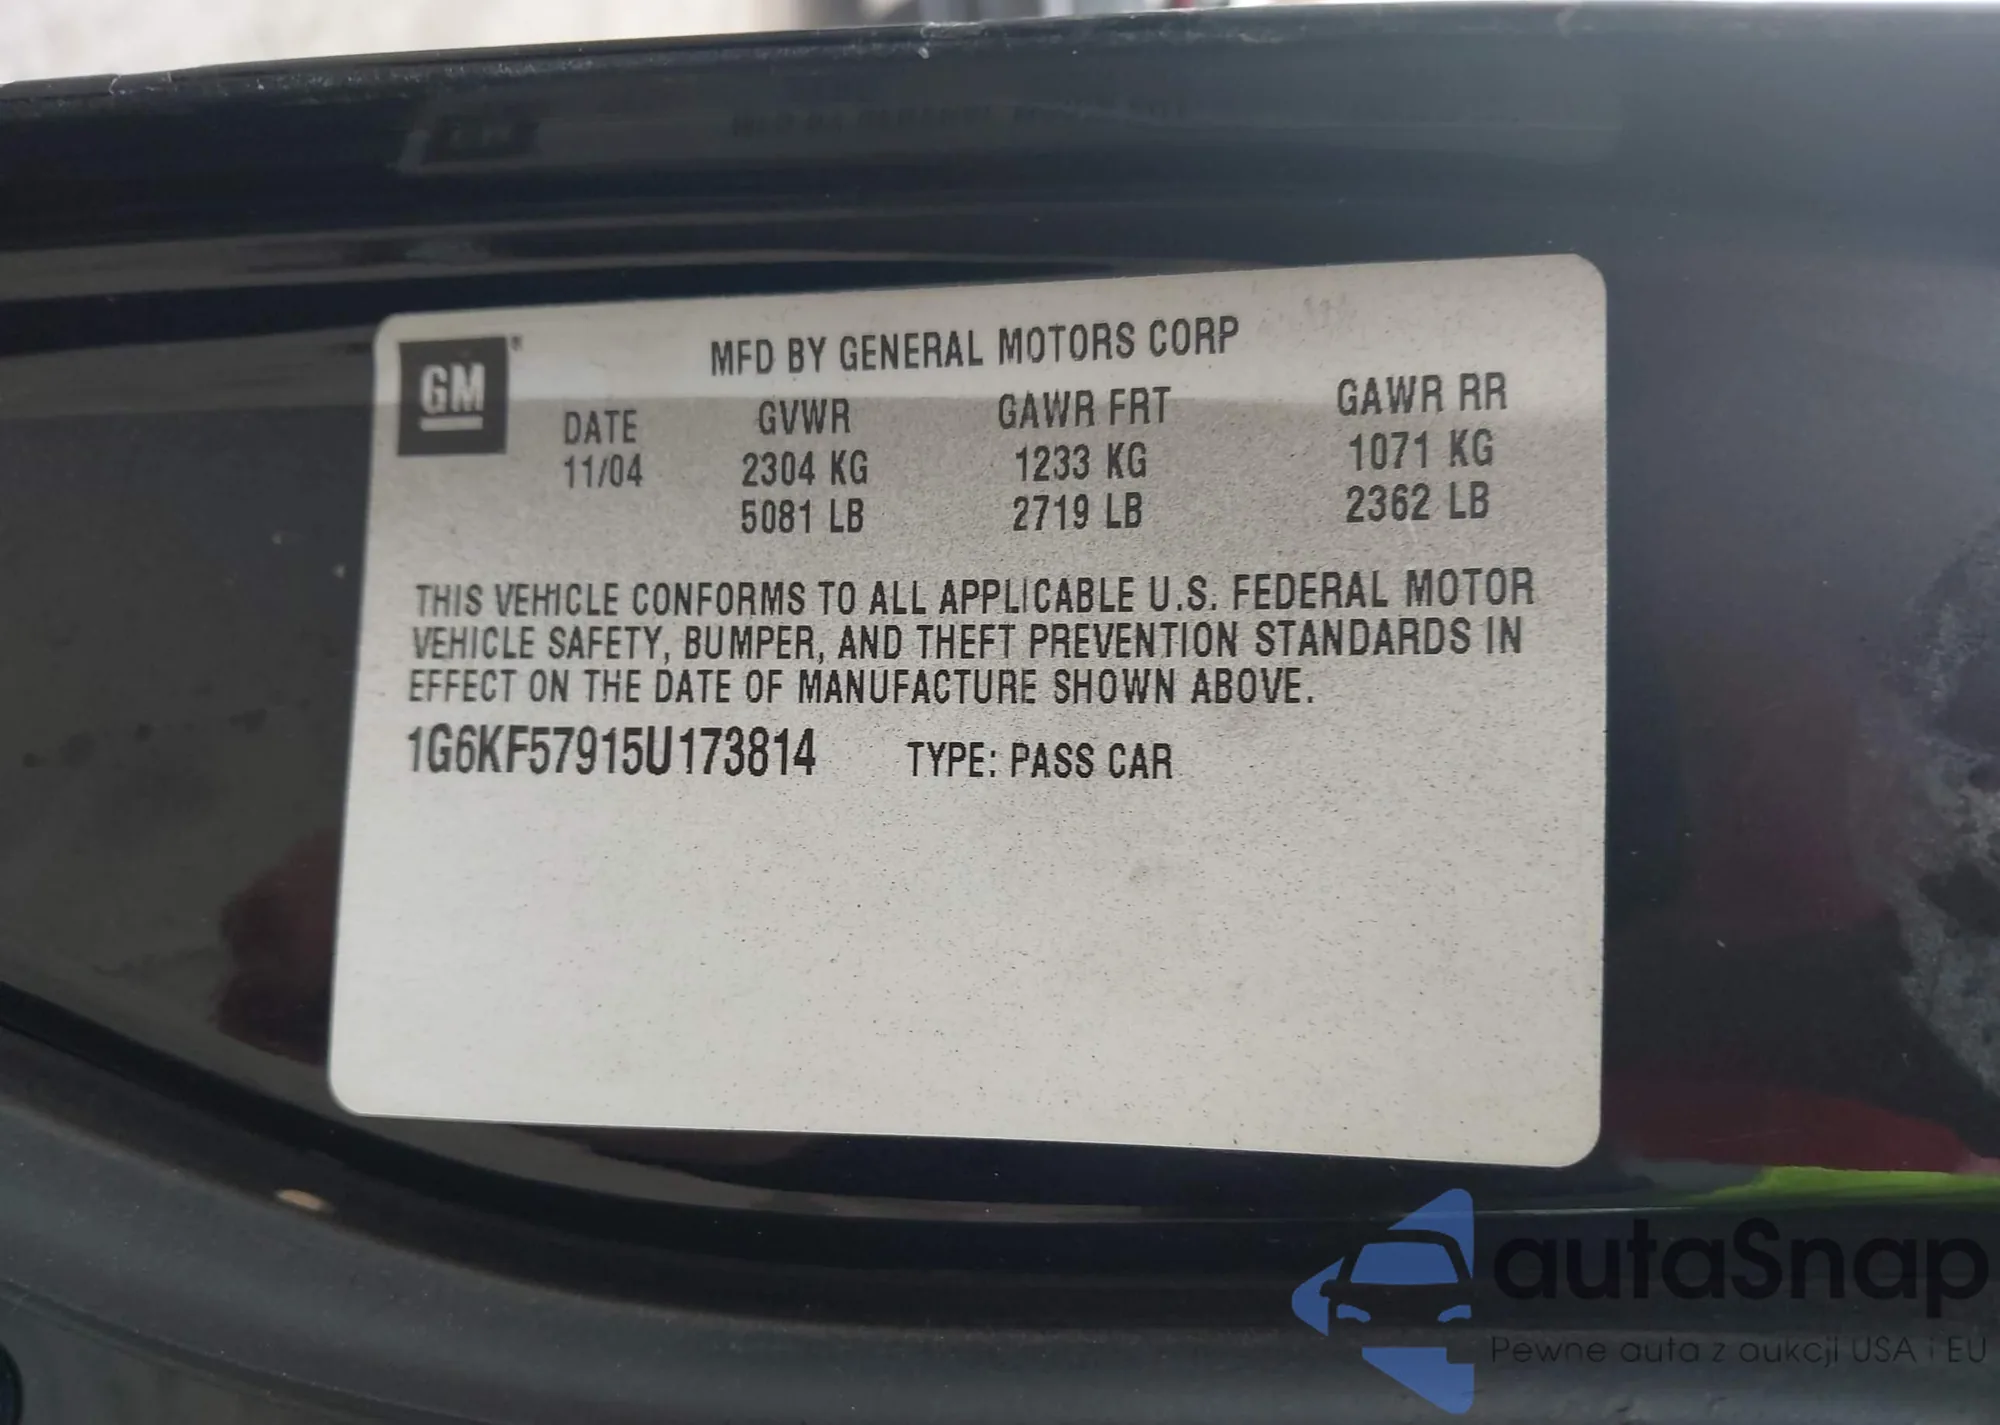 GM®
MFD BY GENERAL MOTORS CORP
DATE GVWR GAWR FRT GAWR RR
11/04 2304 KG 1233 KG 1071 KG
5081 LB 2719 LB 2362 LB
THIS VEHICLE CONFORMS TO ALL APPLICABLE U.S. FEDERAL MOTOR
VEHICLE SAFETY, BUMPER, AND THEFT PREVENTION STANDARDS IN
EFFECT ON THE DATE OF MANUFACTURE SHOWN ABOVE.
1G6KF57915U173814 TYPE: PASS CAR
autaSnap
Pewne auta z aukcji USA i EU